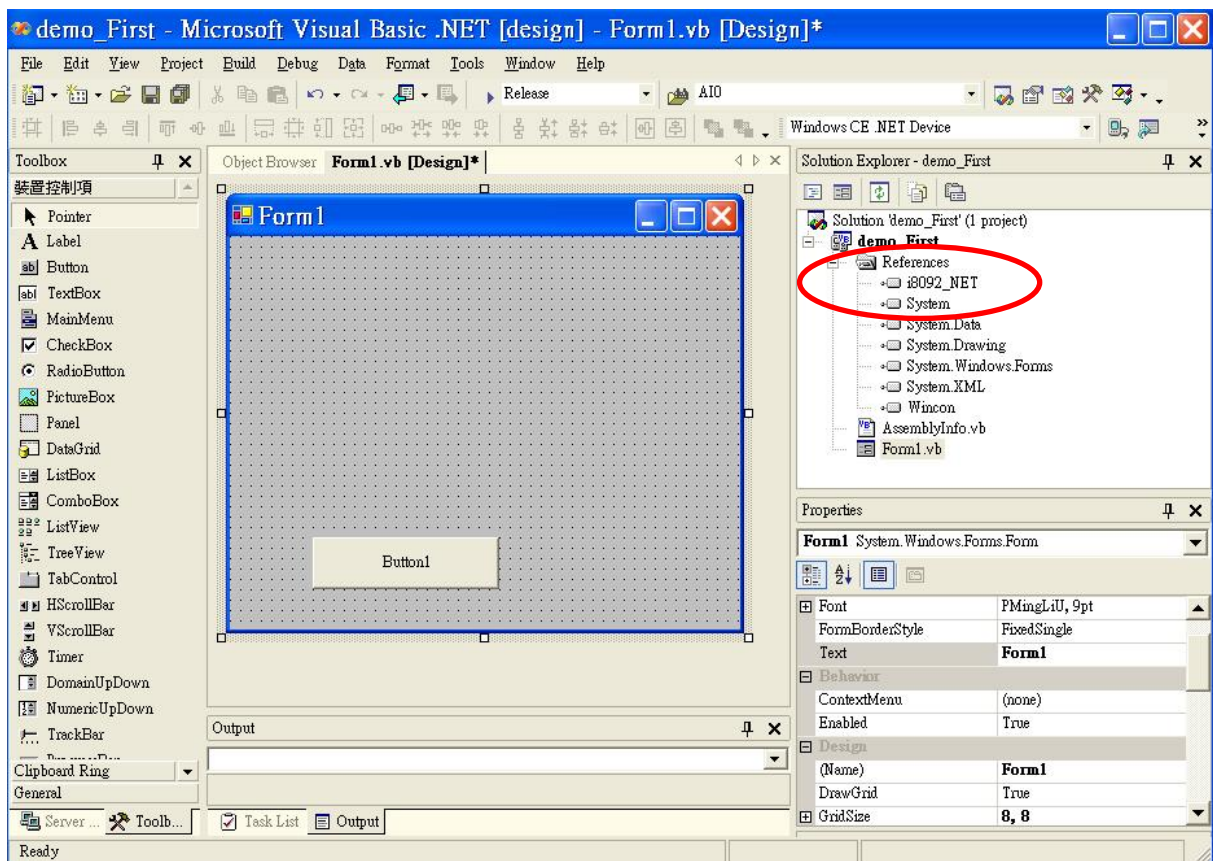 demo_First - Microsoft Visual Basic .NET [design] - Form1.vb [Design]*
File Edit View Project Build Debug Data Format Tools Window Help
Release AIO
Windows CE .NET Device
Toolbox
裝置控制項
Pointer
Label
Button
TextBox
MainMenu
CheckBox
RadioButton
PictureBox
Panel
DataGrid
ListBox
ComboBox
ListView
TreeView
TabControl
HScrollBar
VScrollBar
Timer
DomainUpDown
NumericUpDown
TrackBar
Clipboard Ring
General
Server ... Toolb...
Object Browser Form1.vb [Design]*
Form1
Button1
Output
Task List Output
Solution Explorer - demo_First
Solution 'demo_First' (1 project)
demo_First
References
i8092_NET
System
System.Data
System.Drawing
System.Windows.Forms
System.XML
Wincon
AssemblyInfo.vb
Form1.vb
Properties
Form1 System.Windows.Forms.Form
Font PMingLiU, 9pt
FormBorderStyle FixedSingle
Text Form1
Behavior
ContextMenu (none)
Enabled True
Design
(Name) Form1
DrawGrid True
GridSize 8, 8
Ready